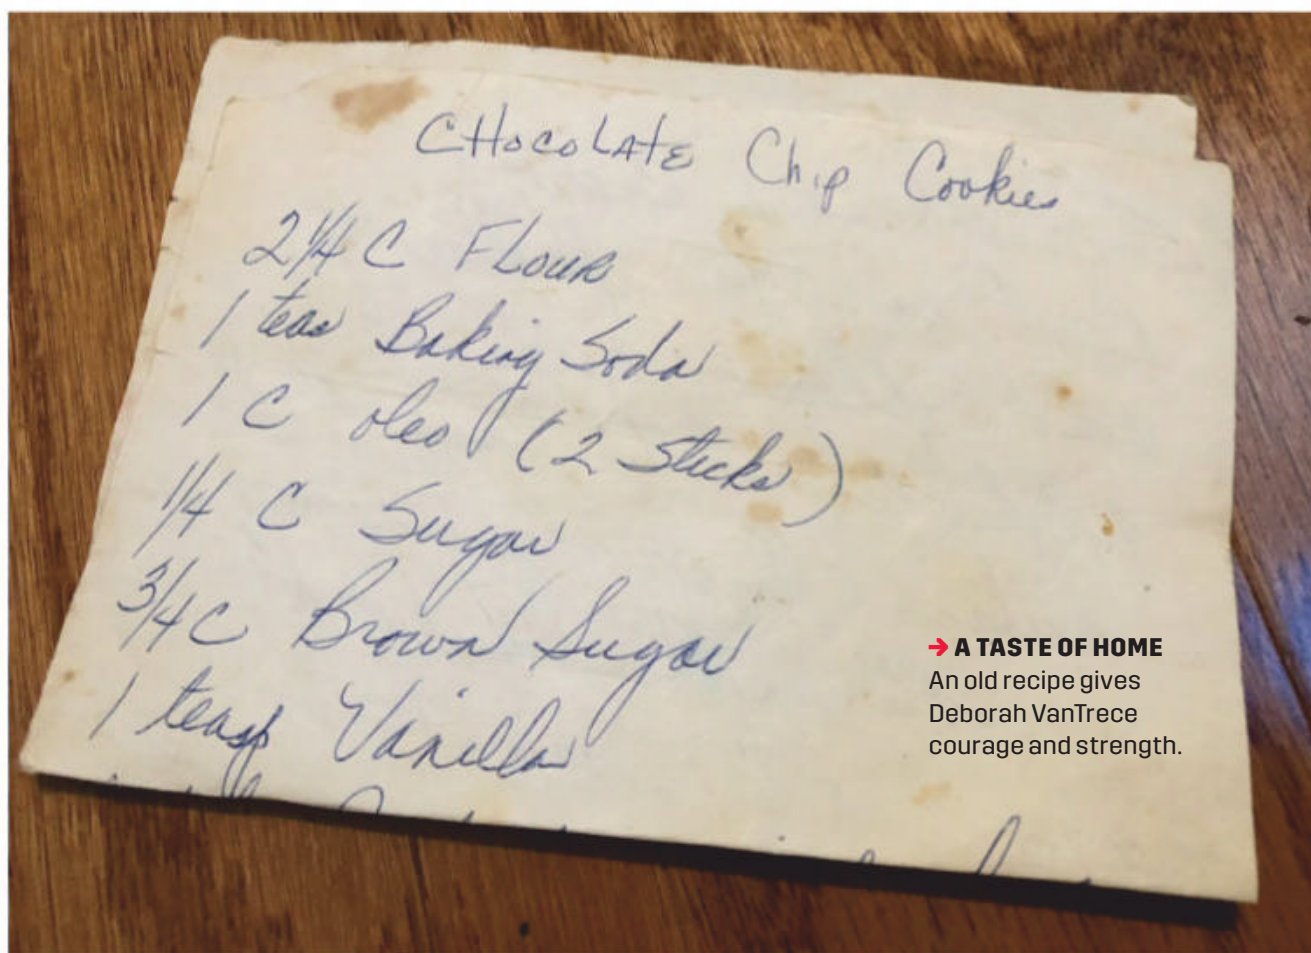 CHOCOLATE Chip Cookies
2 1/4 C FLOUR
1 teas Baking Soda
1 C oleo (2 sticks)
1/4 C Sugar
3/4 C Brown Sugar
1 teasp Vanilla
→ A TASTE OF HOME
An old recipe gives
Deborah VanTrece
courage and strength.